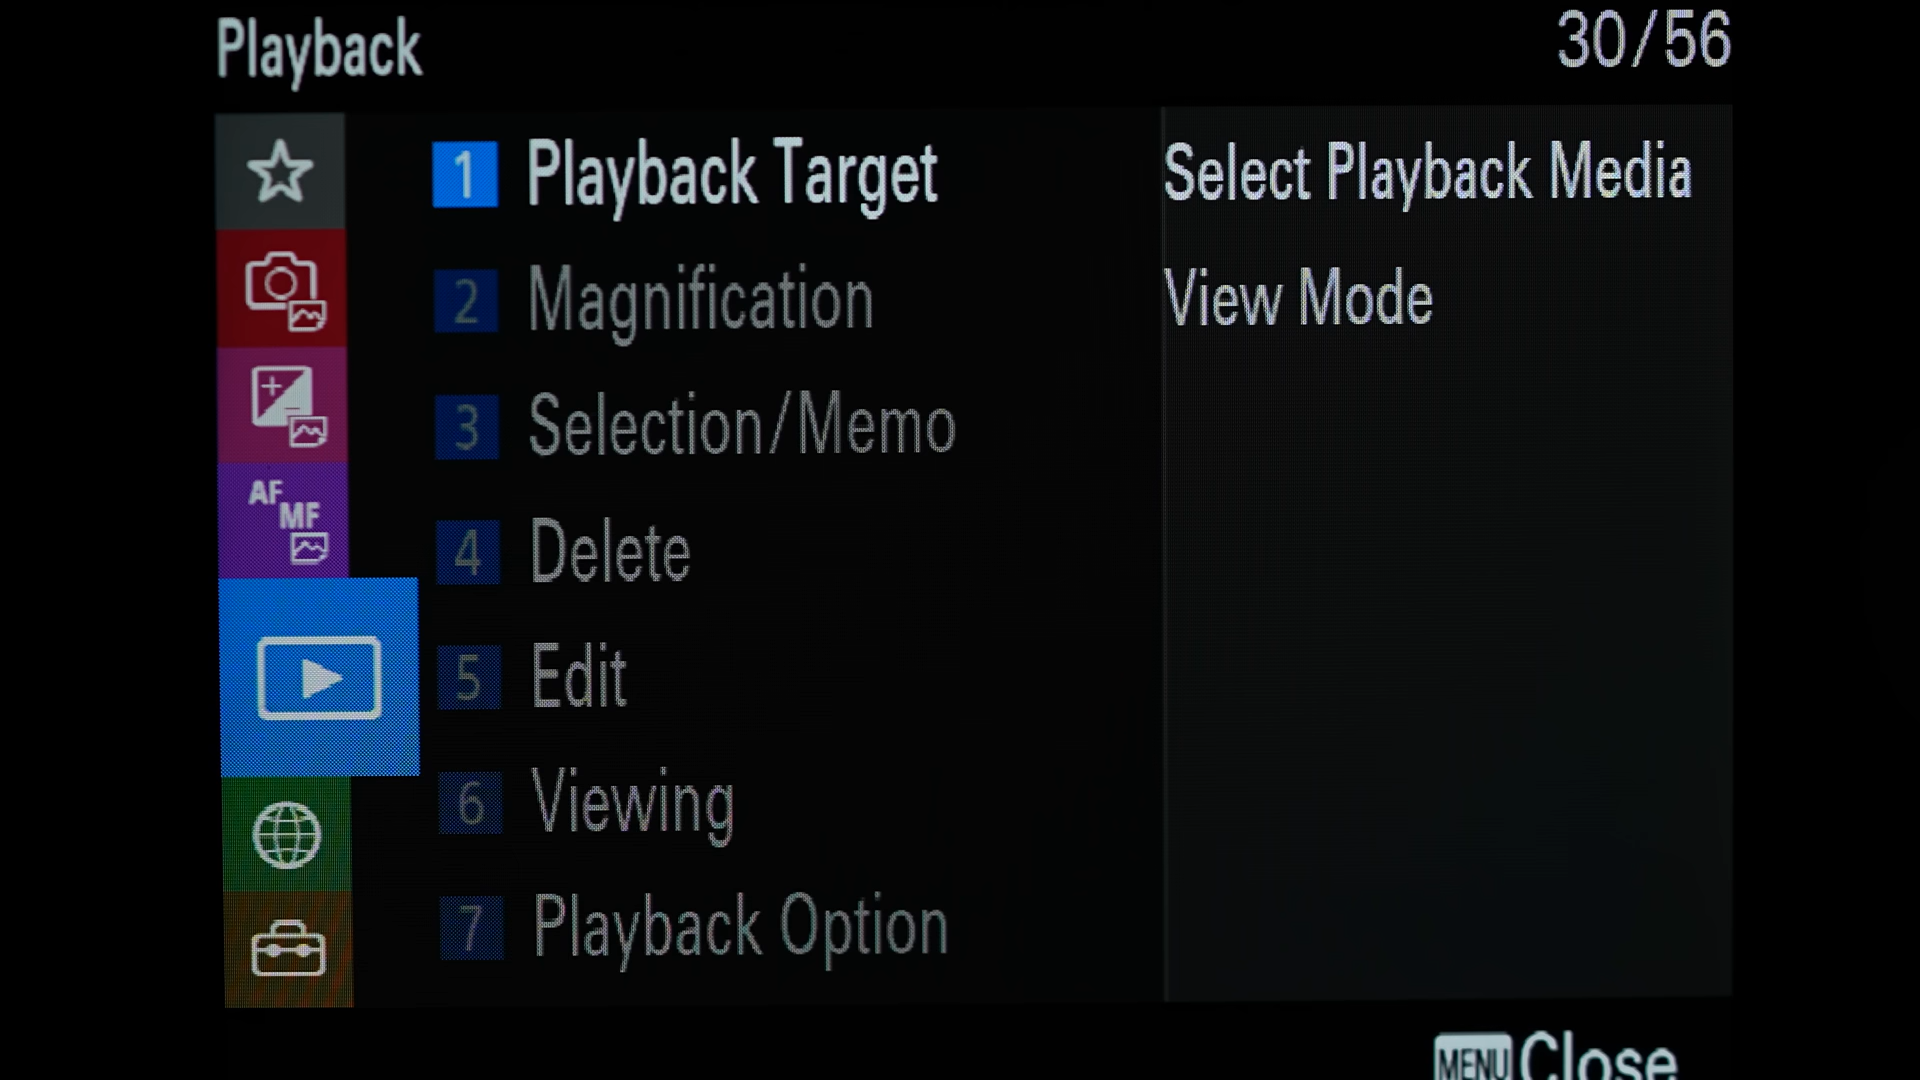 Playback
30/56
AF
MF
1 Playback Target
2 Magnification
3 Selection/Memo
4 Delete
5 Edit
6 Viewing
7 Playback Option
Select Playback Media
View Mode
MENU Close